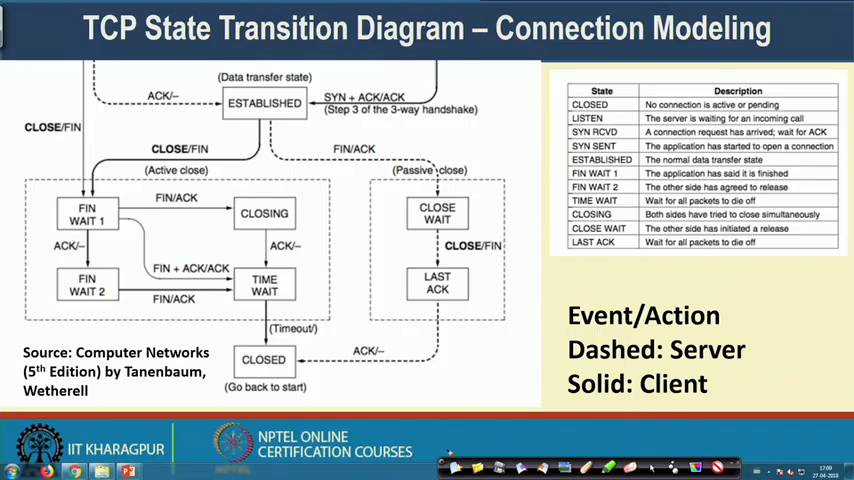 TCP State Transition Diagram – Connection Modeling
(Data transfer state)
ACK/–
ESTABLISHED
SYN + ACK/ACK
(Step 3 of the 3-way handshake)
CLOSE/FIN
CLOSE/FIN
FIN/ACK
(Active close)
(Passive close)
FIN
WAIT 1
FIN/ACK
CLOSING
CLOSE
WAIT
ACK/–
ACK/–
CLOSE/FIN
FIN + ACK/ACK
FIN
WAIT 2
FIN/ACK
TIME
WAIT
LAST
ACK
(Timeout/)
CLOSED
ACK/–
(Go back to start)
Source: Computer Networks
(5th Edition) by Tanenbaum,
Wetherell
State Description
CLOSED No connection is active or pending
LISTEN The server is waiting for an incoming call
SYN RCVD A connection request has arrived; wait for ACK
SYN SENT The application has started to open a connection
ESTABLISHED The normal data transfer state
FIN WAIT 1 The application has said it is finished
FIN WAIT 2 The other side has agreed to release
TIME WAIT Wait for all packets to die off
CLOSING Both sides have tried to close simultaneously
CLOSE WAIT The other side has initiated a release
LAST ACK Wait for all packets to die off
Event/Action
Dashed: Server
Solid: Client
IIT KHARAGPUR
NPTEL ONLINE
CERTIFICATION COURSES
NPTEL
17:09
27-04-2018